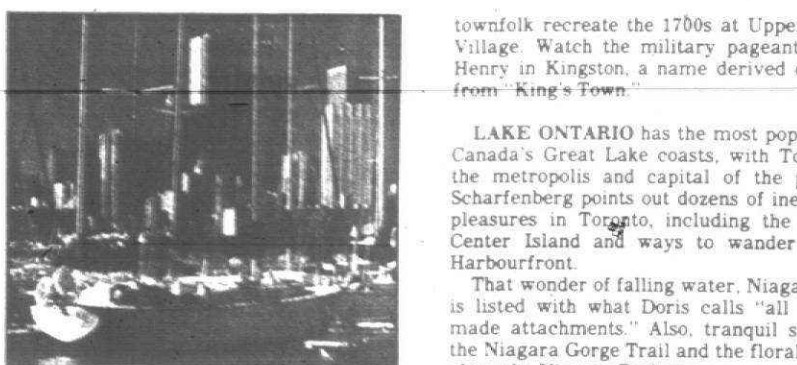 townfolk recreate the 1700s at Uppe
Village. Watch the military pageant
Henry in Kingston, a name derived
from "King's Town."
LAKE ONTARIO has the most pop
Canada's Great Lake coasts, with To
the metropolis and capital of the
Scharfenberg points out dozens of ine
pleasures in Toronto, including the
Center Island and ways to wander
Harbourfront.
That wonder of falling water, Niaga
is listed with what Doris calls "all
made attachments." Also, tranquil s
the Niagara Gorge Trail and the floral